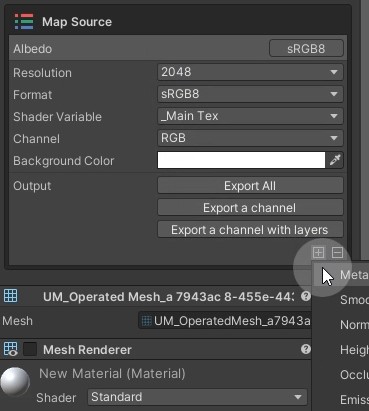 Map Source
Albedo sRGB8
Resolution 2048
Format sRGB8
Shader Variable _Main Tex
Channel RGB
Background Color
Output Export All
Export a channel
Export a channel with layers
Meta
Smoo
Norm
UM_Operated Mesh_a 7943ac 8-455e-443
Heigh
Mesh UM_OperatedMesh_a7943a
Mesh Renderer
Occlu
New Material (Material)
Emiss
Shader Standard